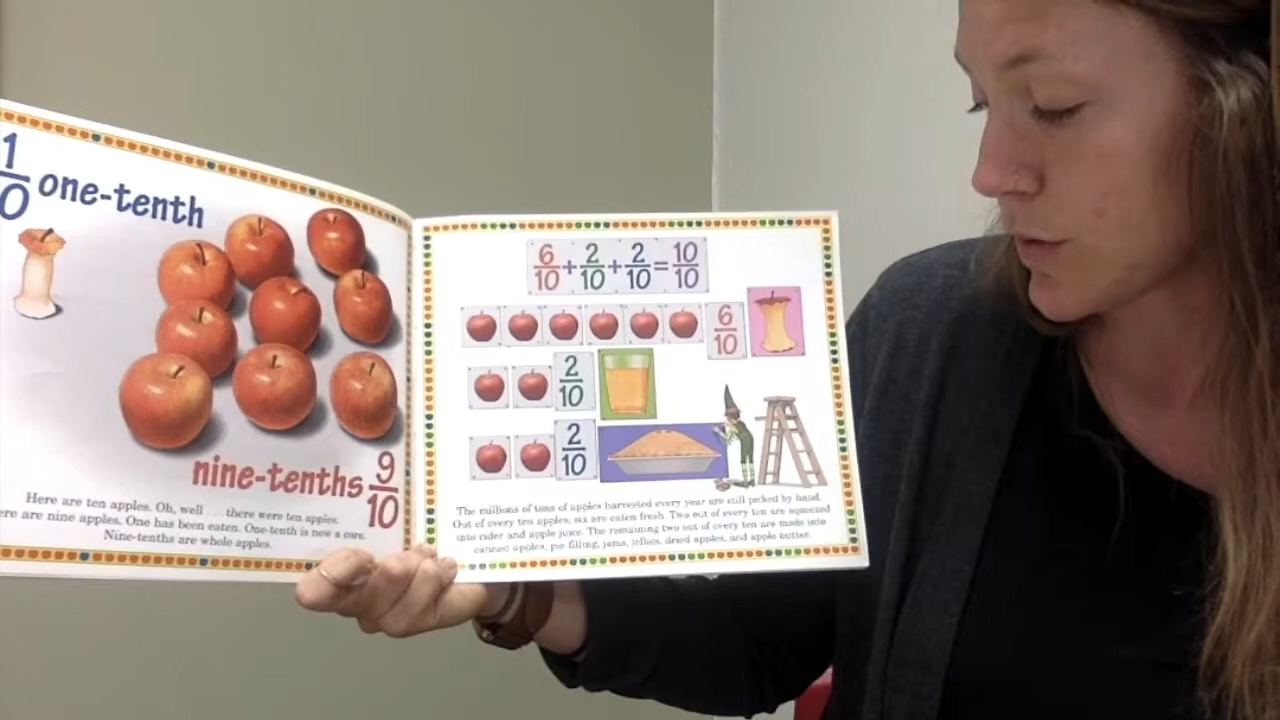 1
0
one-tenth
nine-tenths
9
10
Here are ten apples. Oh, well . . . there were ten apples.
ere are nine apples. One has been eaten. One-tenth is now a core.
Nine-tenths are whole apples.
6/10 + 2/10 + 2/10 = 10/10
6/10
2/10
2/10
The millions of tons of apples harvested every year are still picked by hand.
Out of every ten apples, six are eaten fresh. Two out of every ten are squeezed
into cider and apple juice. The remaining two out of every ten are made into
canned apples, pie filling, jams, jellies, dried apples, and apple butter.